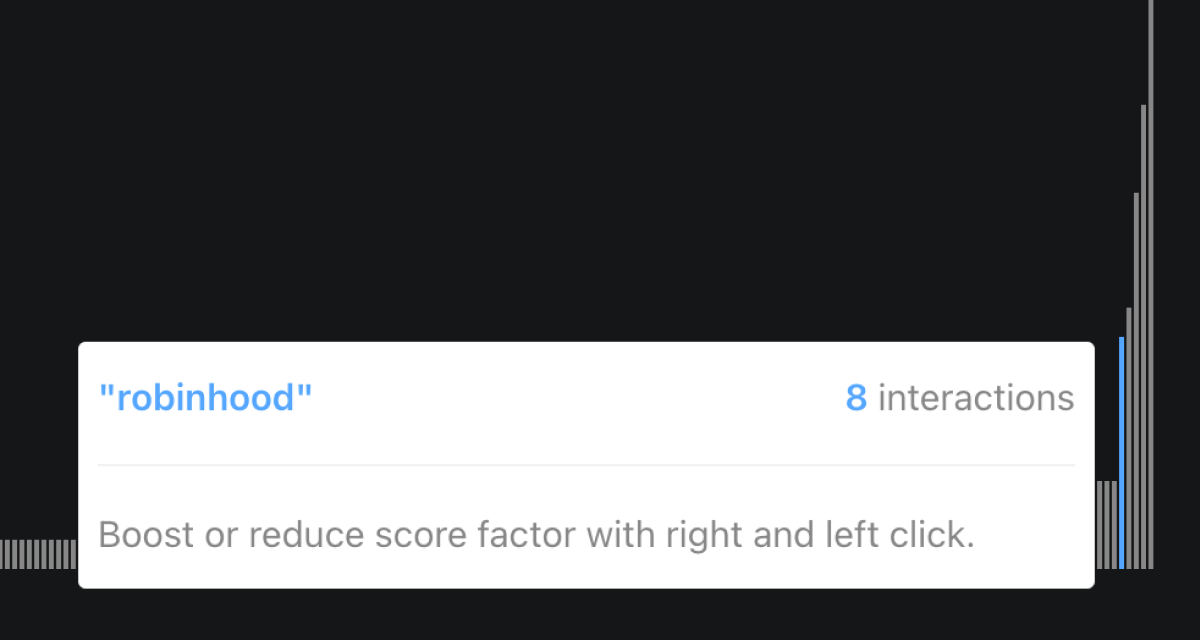 "robinhood" 8 interactions
Boost or reduce score factor with right and left click.